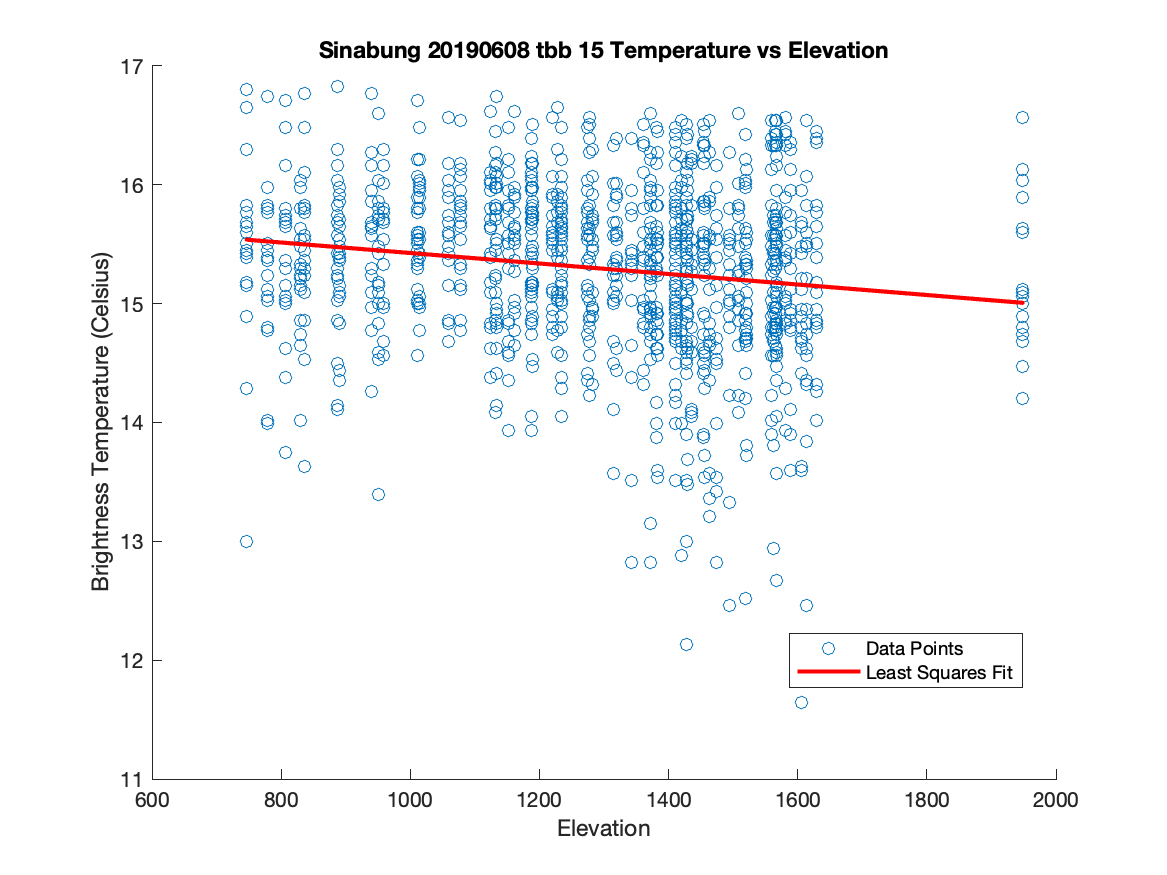 Sinabung 20190608 tbb 15 Temperature vs Elevation
17
16
15
14
13
12
11
Brightness Temperature (Celsius)
Data Points
Least Squares Fit
600 800 1000 1200 1400 1600 1800 2000
Elevation